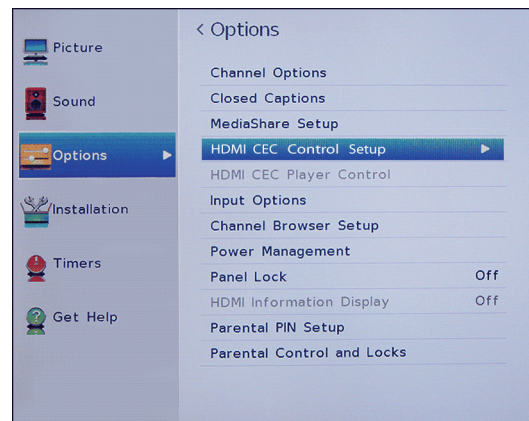 Picture
Sound
Options
Installation
Timers
Get Help
< Options
Channel Options
Closed Captions
MediaShare Setup
HDMI CEC Control Setup
HDMI CEC Player Control
Input Options
Channel Browser Setup
Power Management
Panel Lock Off
HDMI Information Display Off
Parental PIN Setup
Parental Control and Locks